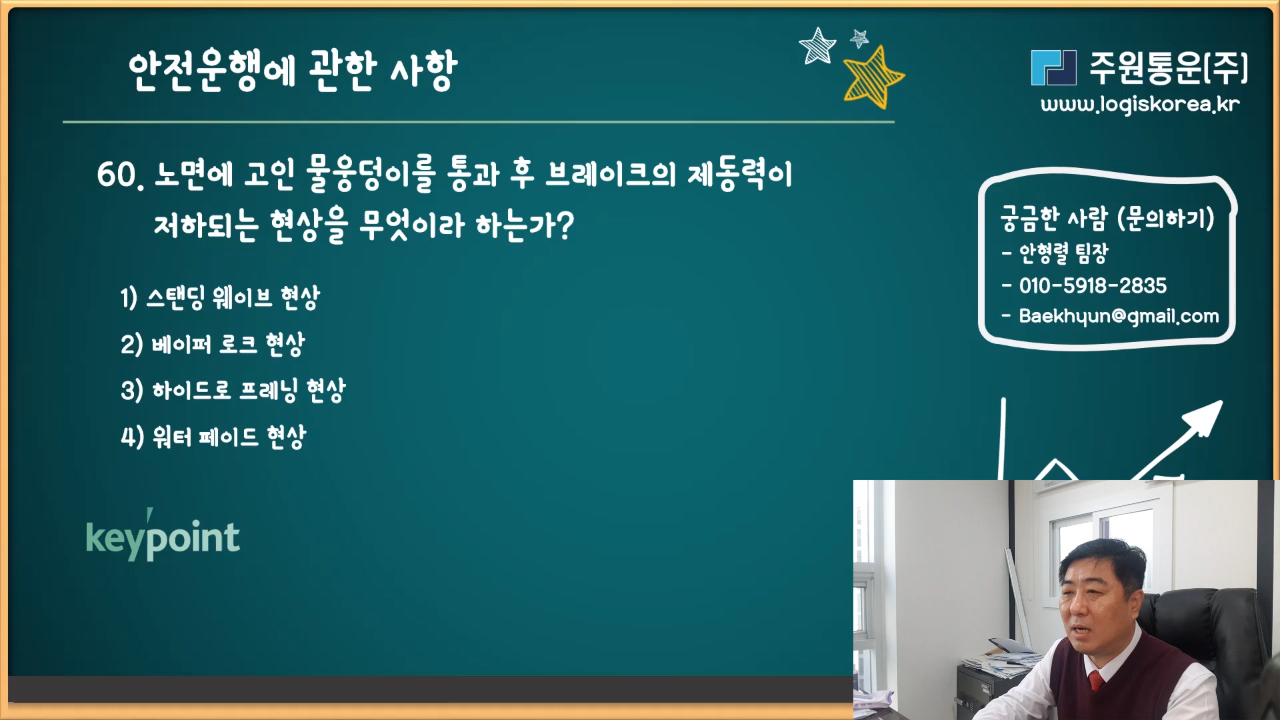 안전운행에 관한 사항
주원통운(주)
www.logiskorea.kr
60. 노면에 고인 물웅덩이를 통과 후 브레이크의 제동력이
저하되는 현상을 무엇이라 하는가?
1) 스탠딩 웨이브 현상
2) 베이퍼 로크 현상
3) 하이드로 프레닝 현상
4) 워터 페이드 현상
keypoint
궁금한 사람 (문의하기)
- 안형렬 팀장
- 010-5918-2835
- Baekhyun@gmail.com